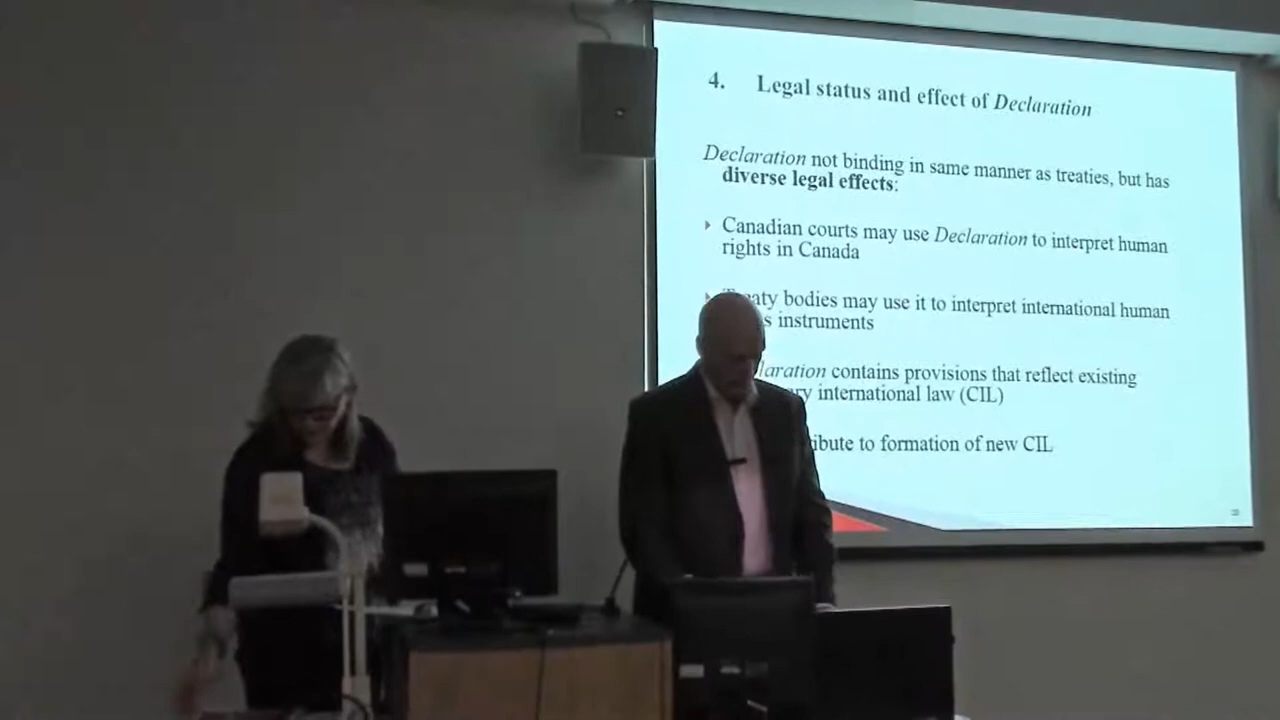 4. Legal status and effect of Declaration
Declaration not binding in same manner as treaties, but has
diverse legal effects:
Canadian courts may use Declaration to interpret human
rights in Canada
Treaty bodies may use it to interpret international human
s instruments
laration contains provisions that reflect existing
ry international law (CIL)
ibute to formation of new CIL